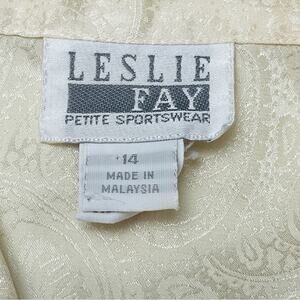 LESLIE
FAY
PETITE SPORTSWEAR
14
MADE IN
MALAYSIA